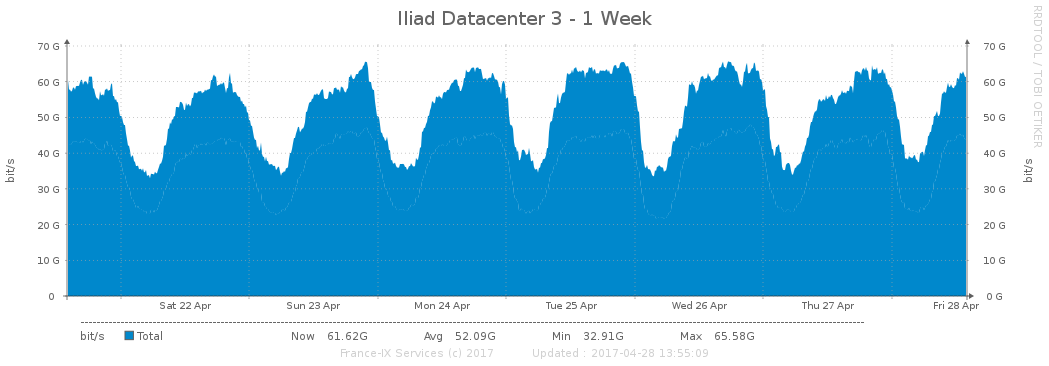 Iliad Datacenter 3 - 1 Week
RRDTOOL / TOBI OETIKER
70 G 70 G
60 G 60 G
50 G 50 G
40 G 40 G
30 G 30 G
20 G 20 G
10 G 10 G
0 0 G
bit/s bit/s
Sat 22 Apr Sun 23 Apr Mon 24 Apr Tue 25 Apr Wed 26 Apr Thu 27 Apr Fri 28 Apr
bit/s Total Now 61.62G Avg 52.09G Min 32.91G Max 65.58G
France-IX Services (c) 2017 Updated : 2017-04-28 13:55:09